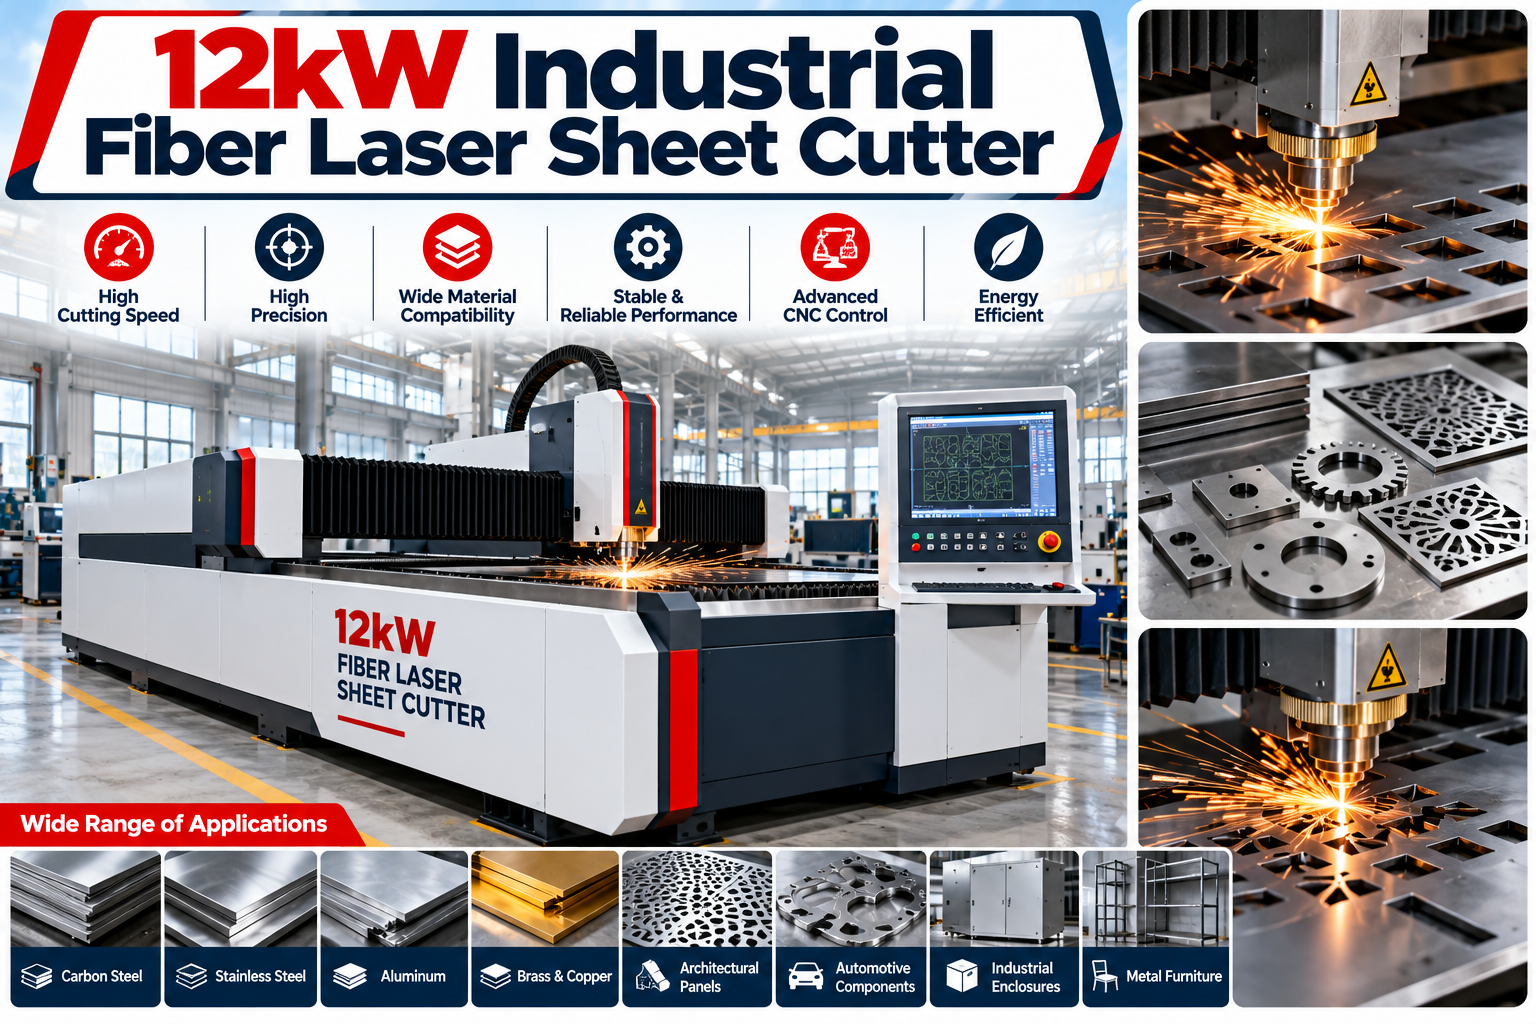 12kW Industrial
Fiber Laser Sheet Cutter
High
Cutting Speed
High
Precision
Wide Material
Compatibility
Stable &
Reliable Performance
Advanced
CNC Control
Energy
Efficient
12kW
FIBER LASER
SHEET CUTTER
Wide Range of Applications
Carbon Steel
Stainless Steel
Aluminum
Brass & Copper
Architectural
Panels
Automotive
Components
Industrial
Enclosures
Metal Furniture